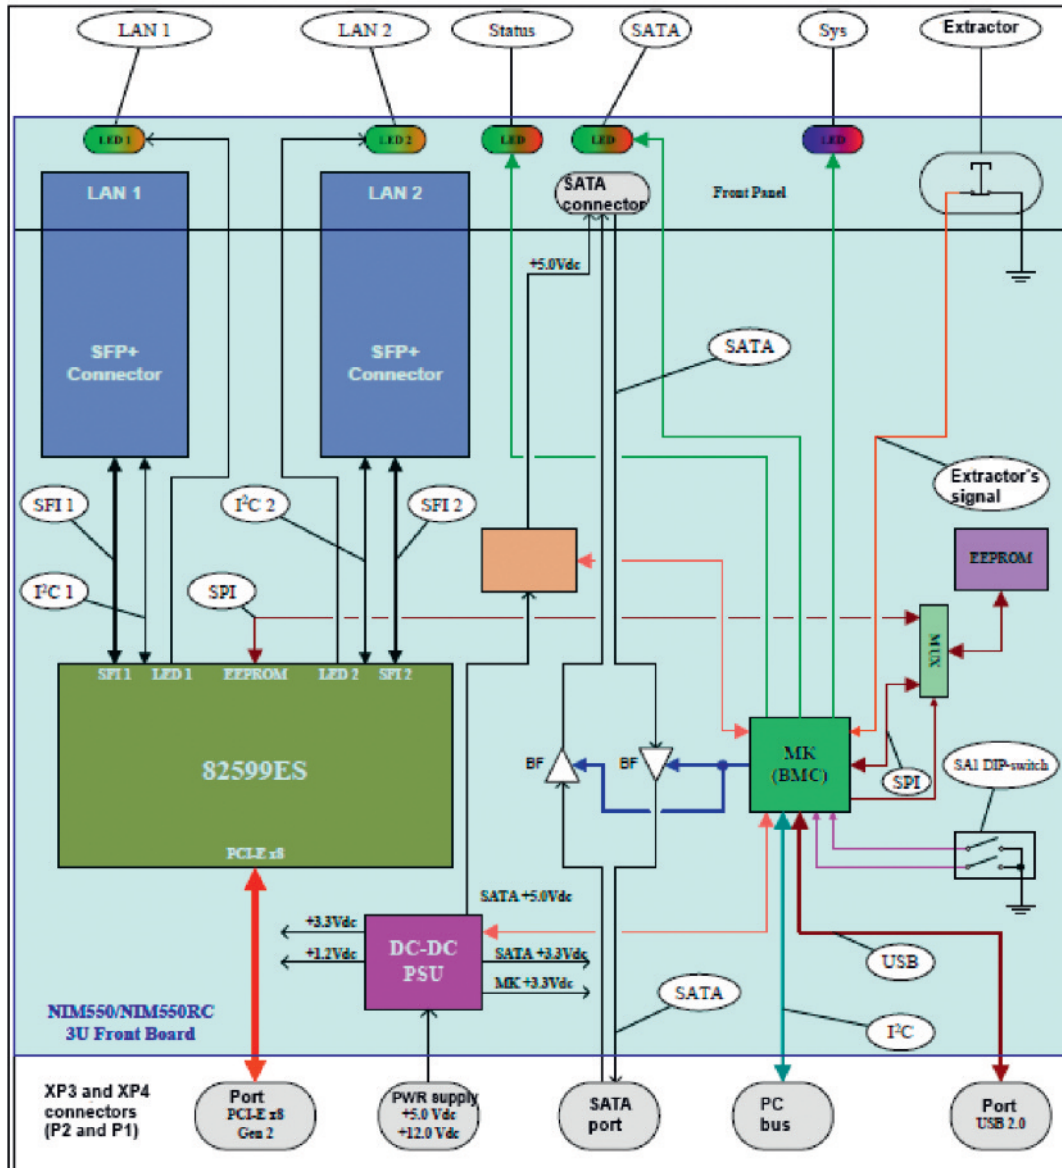 LAN 1
LAN 2
Status
SATA
Sys
Extractor
LED 1
LED 2
LED
LED
LED
LAN 1
LAN 2
SATA
connector
Front Panel
+5.0Vdc
SFP+
Connector
SFP+
Connector
SATA
SFI 1
I²C 2
SFI 2
Extractor's
signal
EEPROM
I²C 1
SPI
MUX
SFI 1
LED 1
EEPROM
LED 2
SFI 2
82599ES
BF
BF
MK
(BMC)
SPI
SA1 DIP-switch
PCI-E x8
SATA +5.0Vdc
+3.3Vdc
+1.2Vdc
DC-DC
PSU
SATA +3.3Vdc
MK +3.3Vdc
USB
SATA
I²C
NIM550/NIM550RC
3U Front Board
XP3 and XP4
connectors
(P2 and P1)
Port
PCI-E x8
Gen 2
PWR supply
+5.0 Vdc
+12.0 Vdc
SATA
port
PC
bus
Port
USB 2.0